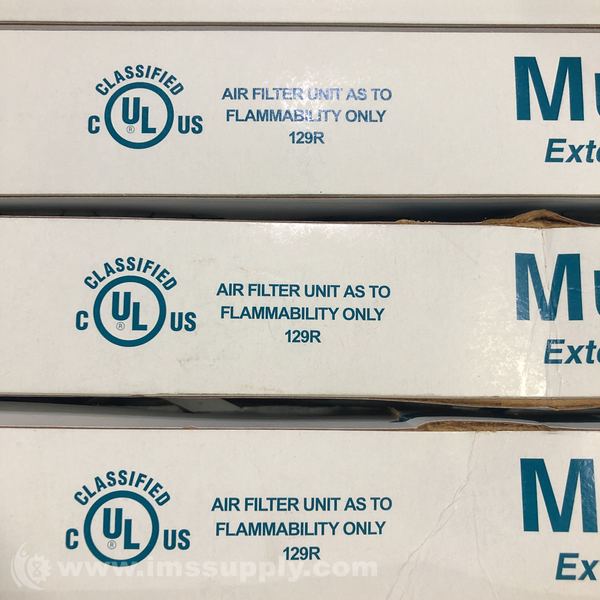 CLASSIFIED
C UL US
®
AIR FILTER UNIT AS TO
FLAMMABILITY ONLY
129R
CLASSIFIED
C UL US
®
AIR FILTER UNIT AS TO
FLAMMABILITY ONLY
129R
CLASSIFIED
C UL US
®
AIR FILTER UNIT AS TO
FLAMMABILITY ONLY
129R
www.imssupply.com